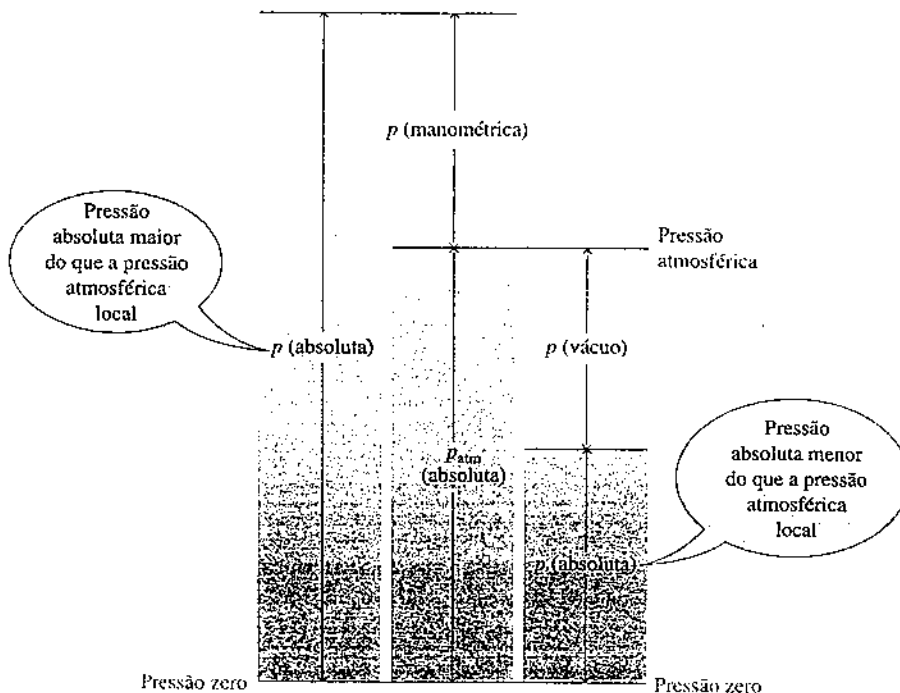 p (manométrica)
Pressão
absoluta maior
do que a pressão
atmosférica
local
Pressão
atmosférica
p (absoluta)
p (vácuo)
Pressão
absoluta menor
do que a pressão
atmosférica
local
patm
(absoluta)
p (absoluta)
Pressão zero
Pressão zero